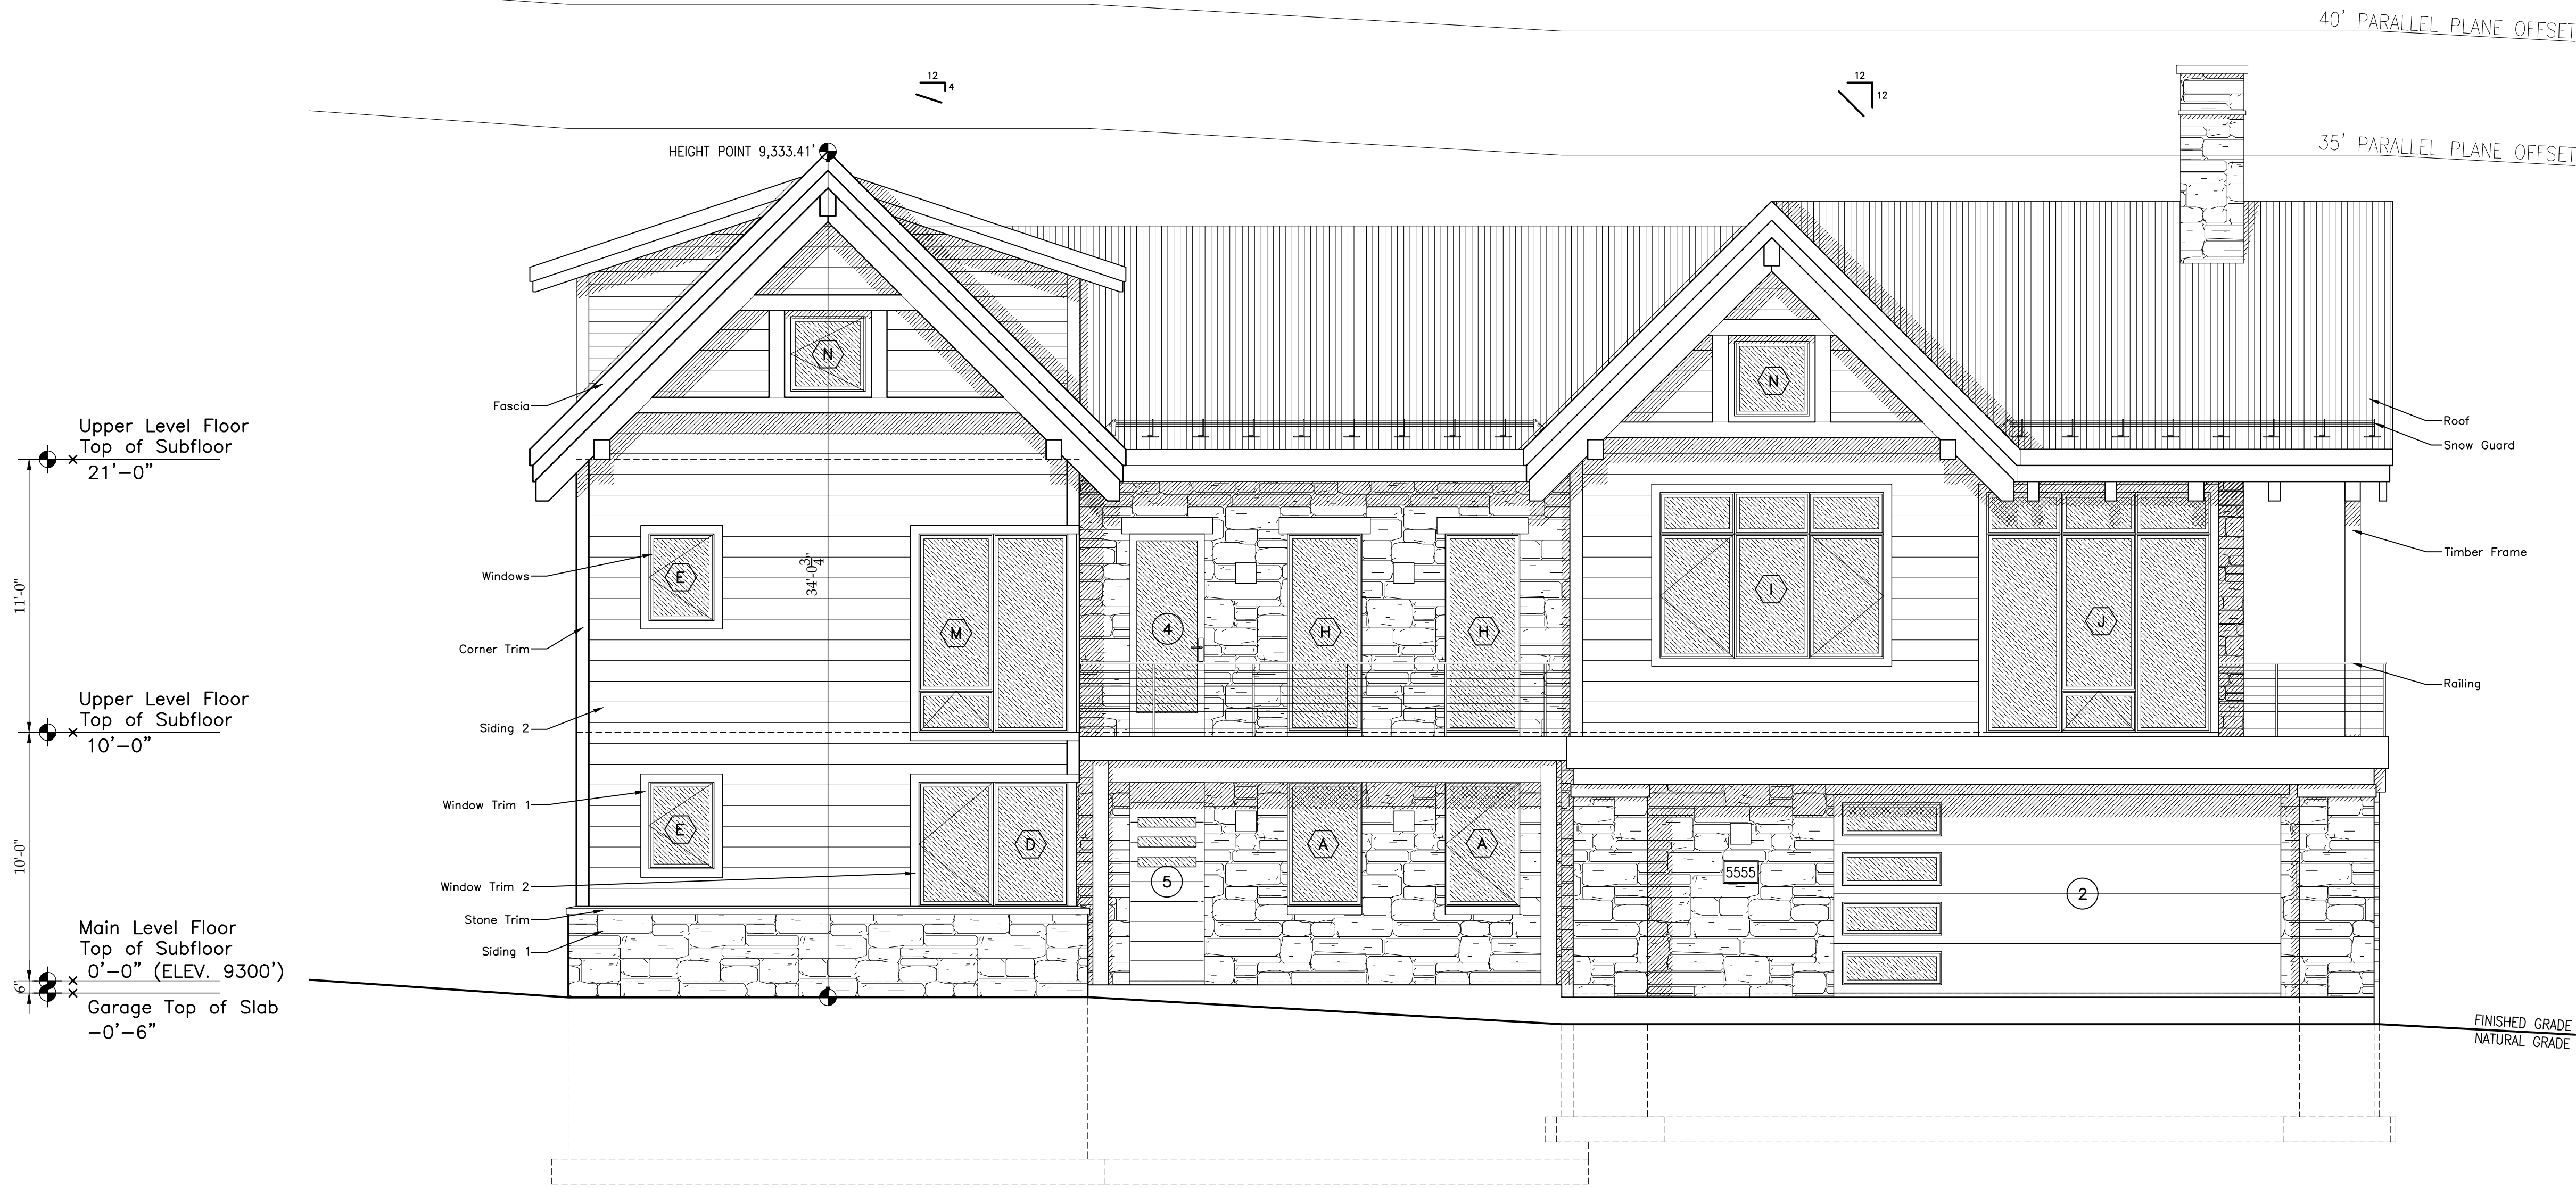 40' PARALLEL PLANE OFFSET
12
4
12
12
35' PARALLEL PLANE OFFSET
HEIGHT POINT 9,333.41'
N
N
Fascia
Roof
Snow Guard
Upper Level Floor
Top of Subfloor
21'-0"
Windows
E
34'-0 3/4"
M
4
H
H
I
J
Timber Frame
11'-0"
Corner Trim
Railing
Siding 2
Upper Level Floor
Top of Subfloor
10'-0"
Window Trim 1
E
D
5
A
A
5555
2
10'-0"
Window Trim 2
Stone Trim
Siding 1
Main Level Floor
Top of Subfloor
0'-0" (ELEV. 9300')
6"
Garage Top of Slab
-0'-6"
FINISHED GRADE
NATURAL GRADE